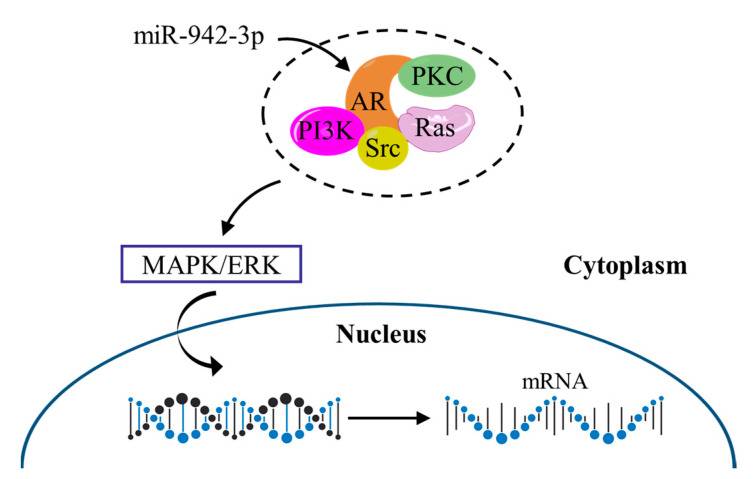 miR-942-3p
PKC
AR
PI3K
Src
Ras
MAPK/ERK
Cytoplasm
Nucleus
mRNA